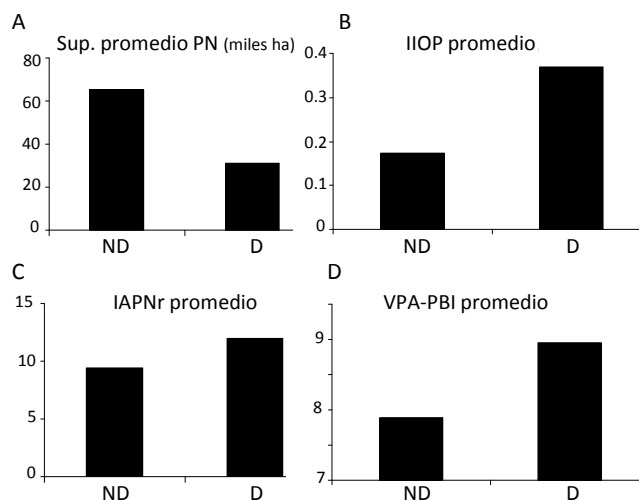 A
Sup. promedio PN (miles ha)
80
60
40
20
0
ND D
B
IIOP promedio
0.4
0.3
0.2
0.1
0
ND D
C
IAPNr promedio
15
10
5
0
ND D
D
VPA-PBI promedio
9
8
7
ND D